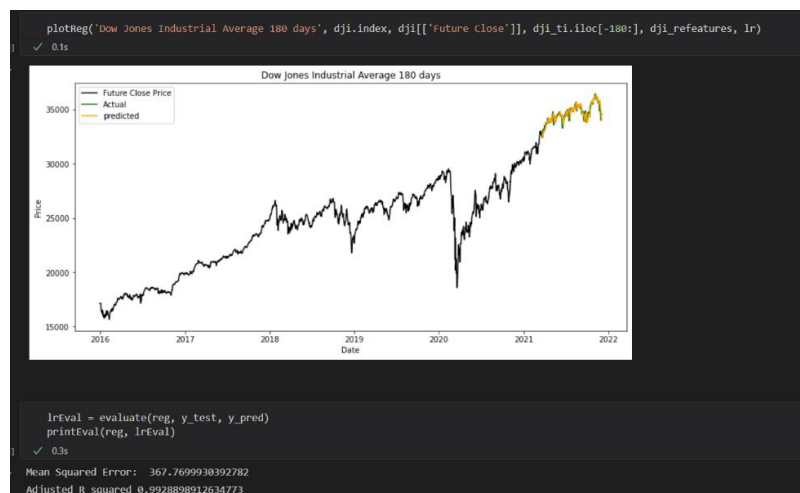 plotReg('Dow Jones Industrial Average 180 days', dji.index, dji[['Future Close']], dji_ti.iloc[-180:], dji_refeatures, lr)
✓ 0.1s
Dow Jones Industrial Average 180 days
Future Close Price
Actual
predicted
35000
30000
25000
20000
15000
Price
2016 2017 2018 2019 2020 2021 2022
Date
lrEval = evaluate(reg, y_test, y_pred)
printEval(reg, lrEval)
✓ 0.3s
Mean Squared Error: 367.7699930392782
Adjusted R squared 0.9928898912634773